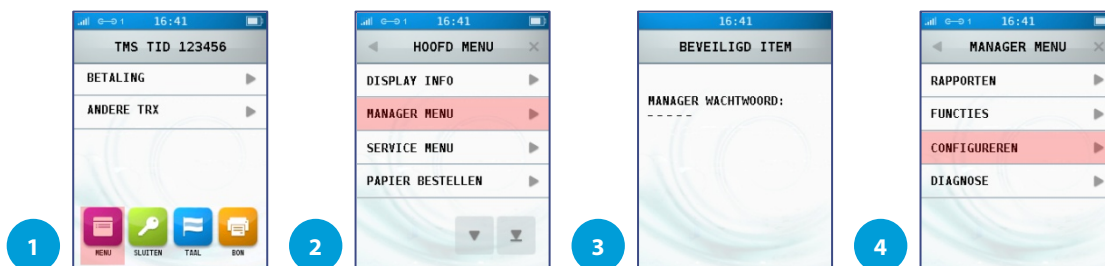 16:41
TMS TID 123456
BETALING
ANDERE TRX
MENU SLUITEN TAAL BON
1
16:41
HOOFD MENU
DISPLAY INFO
MANAGER MENU
SERVICE MENU
PAPIER BESTELLEN
2
16:41
BEVEILIGD ITEM
MANAGER WACHTWOORD:
-----
3
16:41
MANAGER MENU
RAPPORTEN
FUNCTIES
CONFIGUREREN
DIAGNOSE
4